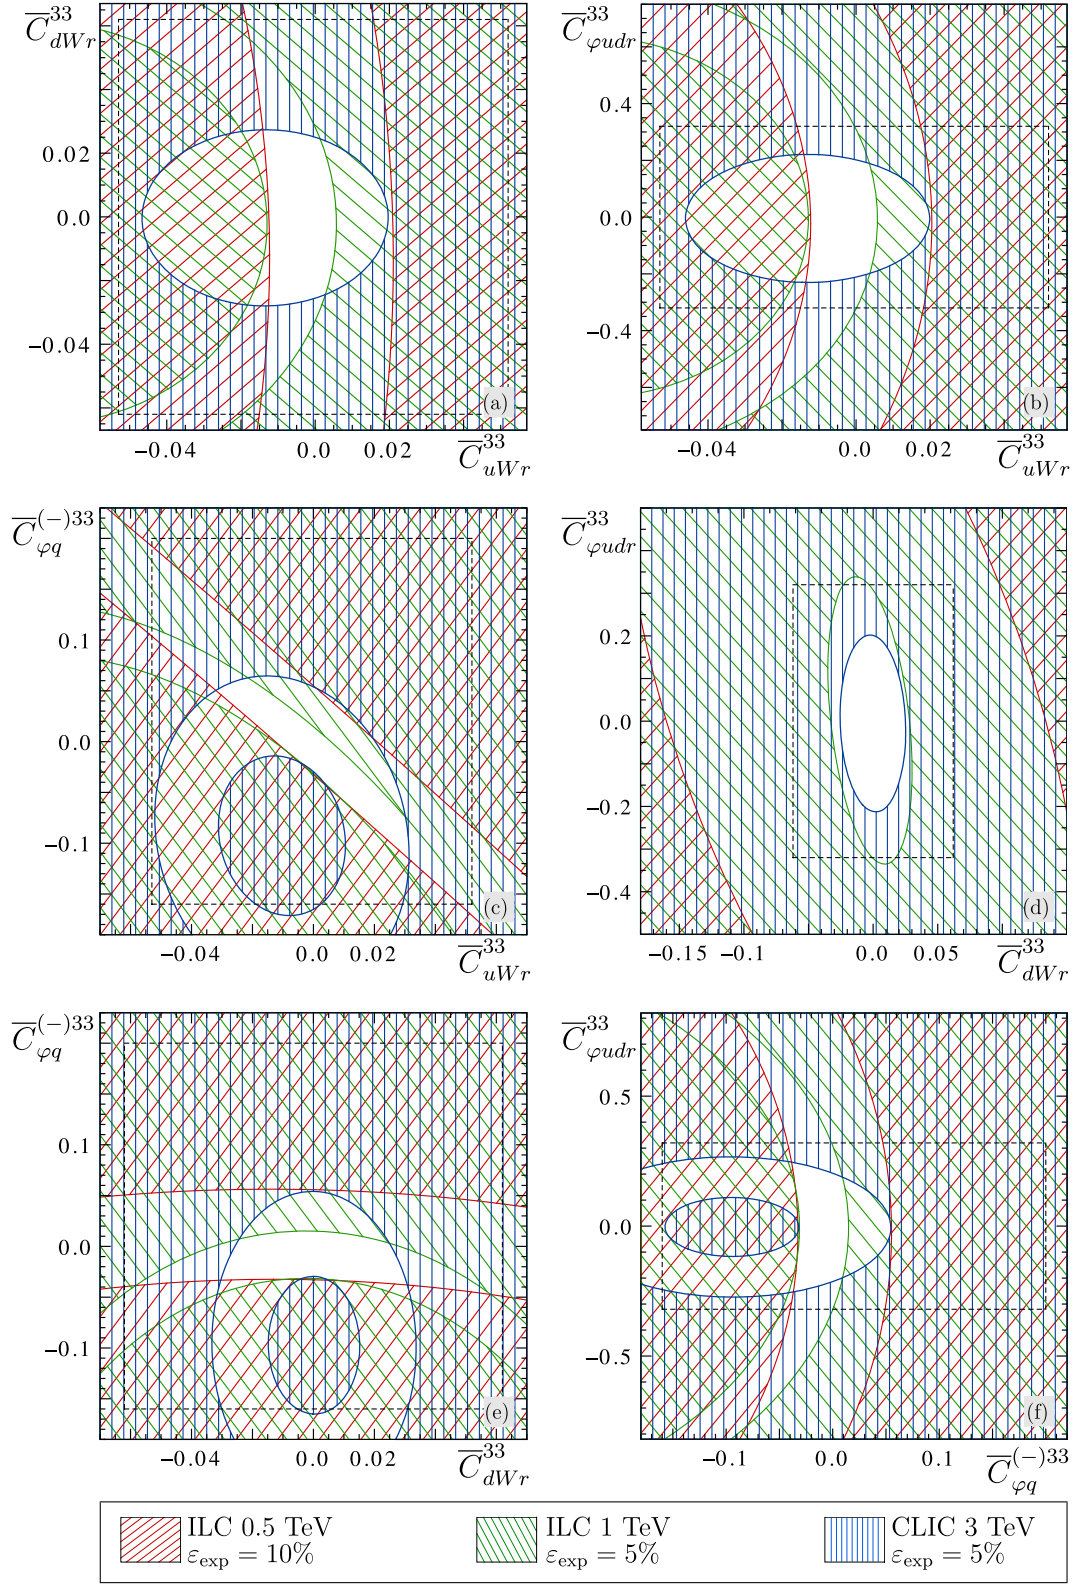 C̅³³_dWr
0.02
0.0
−0.04
−0.04 0.0 0.02
C̅³³_uWr
(a)
C̅³³_φudr
0.4
0.0
−0.4
−0.04 0.0 0.02
C̅³³_uWr
(b)
C̅^(−)33_φq
0.1
0.0
−0.1
−0.04 0.0 0.02
C̅³³_uWr
(c)
C̅³³_φudr
0.2
0.0
−0.2
−0.4
−0.15 −0.1 0.0 0.05
C̅³³_dWr
(d)
C̅^(−)33_φq
0.1
0.0
−0.1
−0.04 0.0 0.02
C̅³³_dWr
(e)
C̅³³_φudr
0.5
0.0
−0.5
−0.1 0.0 0.1
C̅^(−)33_φq
(f)
ILC 0.5 TeV
ε_exp = 10%
ILC 1 TeV
ε_exp = 5%
CLIC 3 TeV
ε_exp = 5%